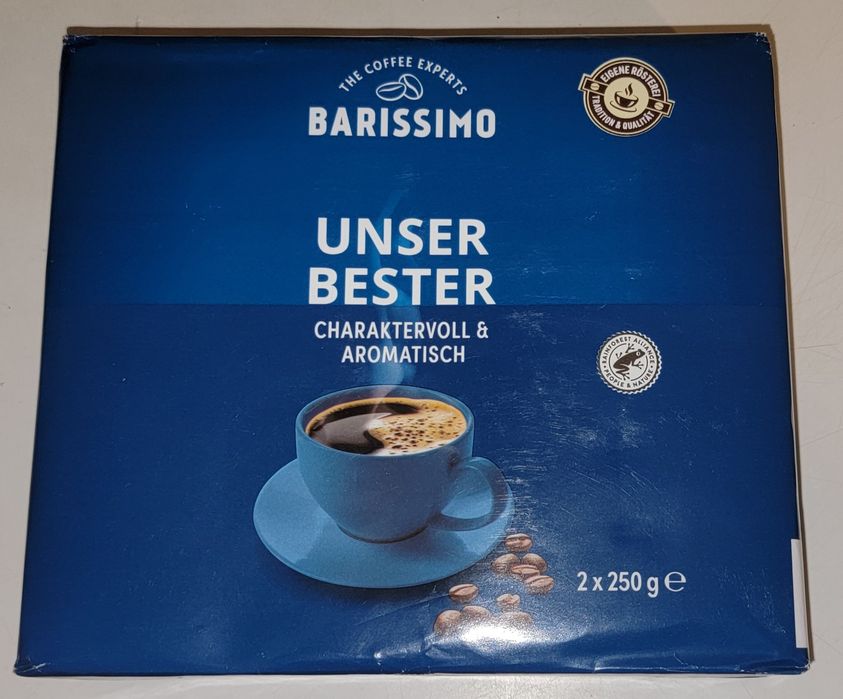 THE COFFEE EXPERTS
BARISSIMO
EIGENE RÖSTEREI
TRADITION & QUALITÄT
UNSER
BESTER
CHARAKTERVOLL &
AROMATISCH
RAINFOREST ALLIANCE
PEOPLE & NATURE
2 x 250 g ℮